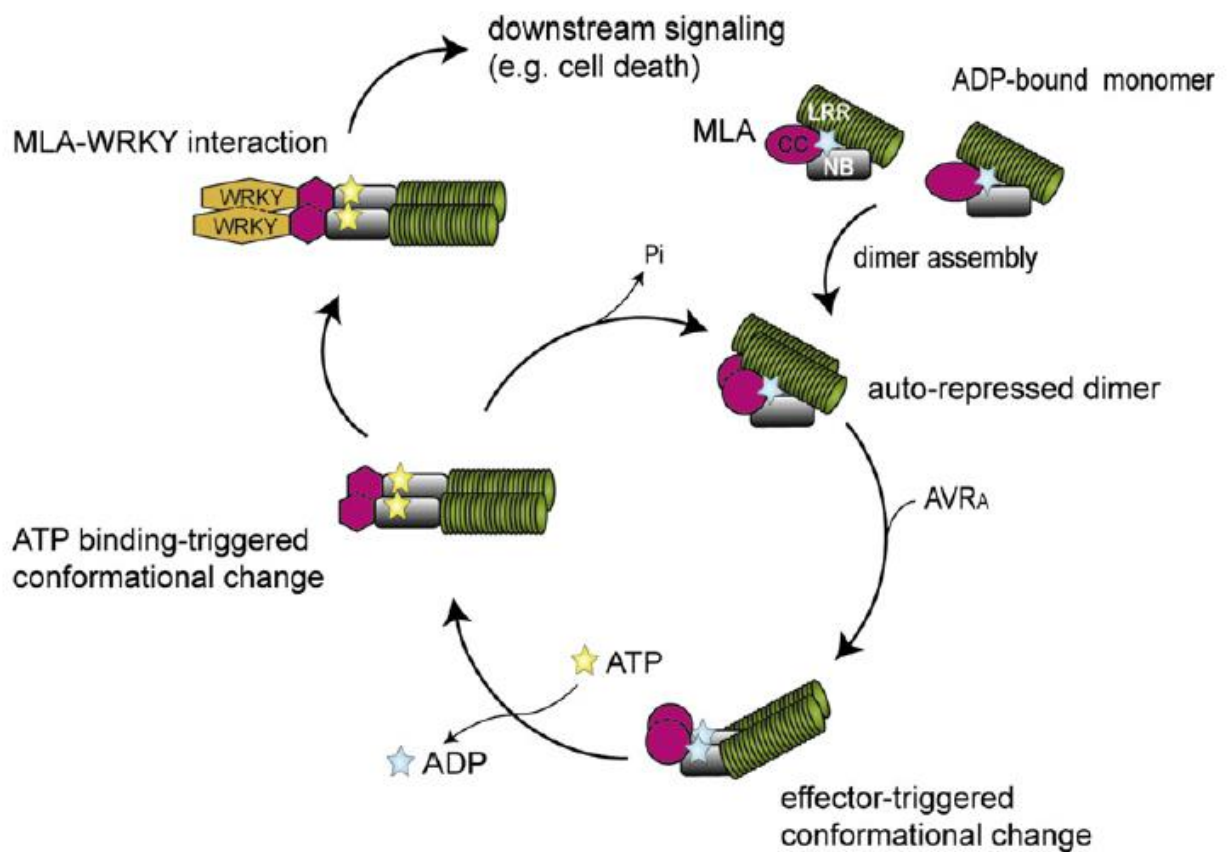 downstream signaling
(e.g. cell death)
ADP-bound monomer
MLA
LRR
CC
NB
MLA-WRKY interaction
WRKY
WRKY
Pi
dimer assembly
auto-repressed dimer
AVRA
ATP binding-triggered
conformational change
ATP
ADP
effector-triggered
conformational change